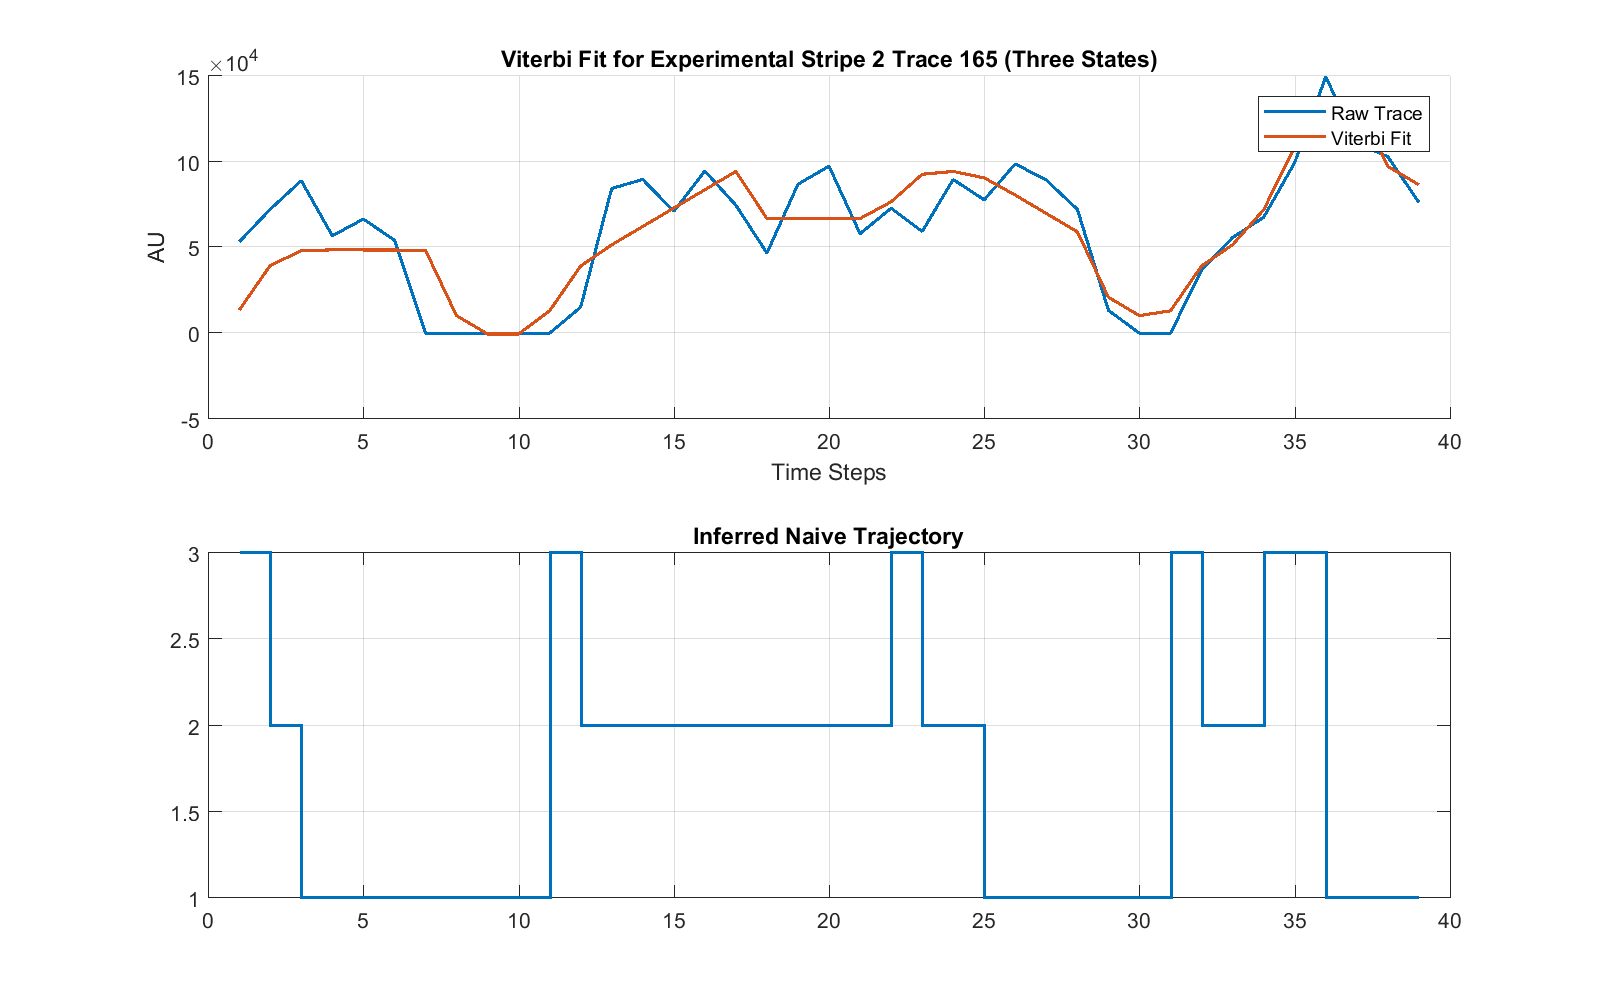 Viterbi Fit for Experimental Stripe 2 Trace 165 (Three States)
×10⁴
15
10
5
0
-5
AU
Raw Trace
Viterbi Fit
0 5 10 15 20 25 30 35 40
Time Steps
Inferred Naive Trajectory
3
2.5
2
1.5
1
0 5 10 15 20 25 30 35 40